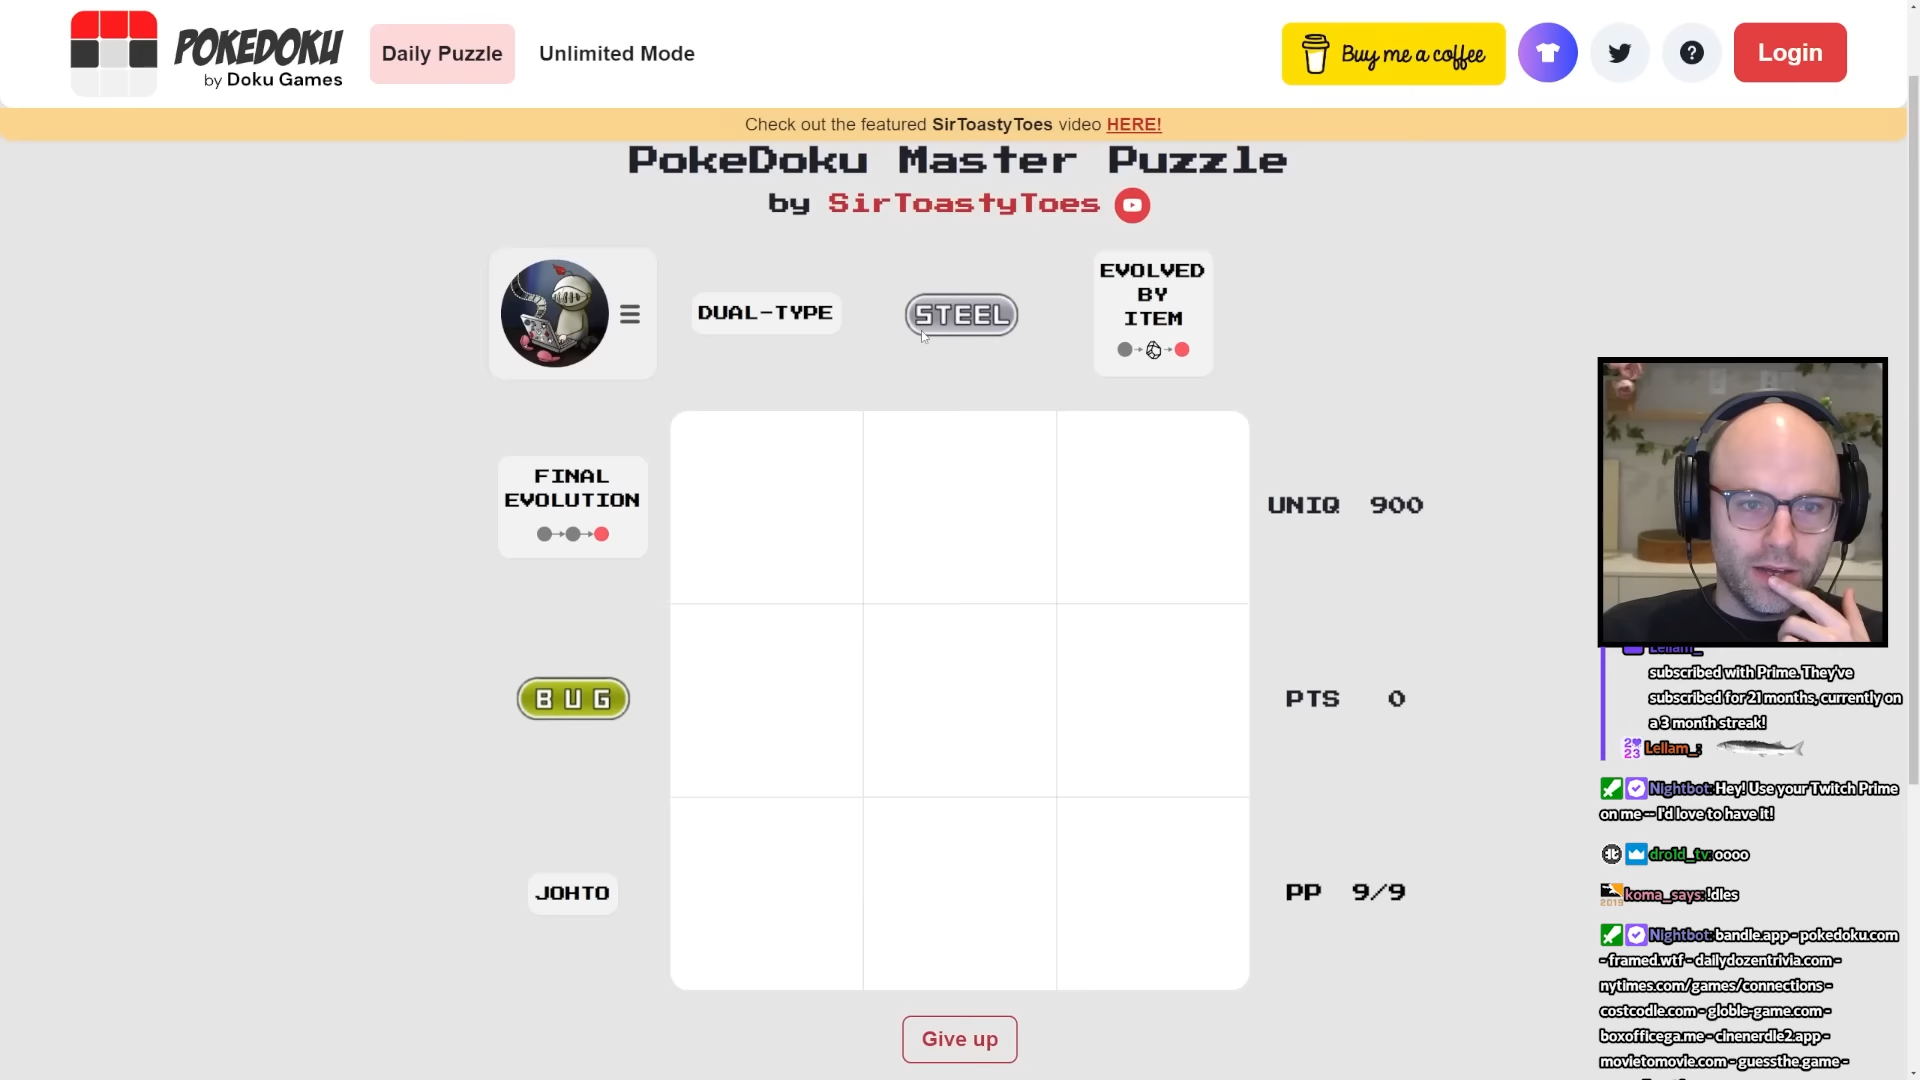 POKEDOKU
by Doku Games
Daily Puzzle
Unlimited Mode
Buy me a coffee
?
Login
Check out the featured SirToastyToes video HERE!
PokeDoku Master Puzzle
by SirToastyToes
DUAL-TYPE
STEEL
EVOLVED
BY
ITEM
FINAL
EVOLUTION
UNIQ 900
BUG
PTS 0
JOHTO
PP 9/9
Give up
Lellam_
subscribed with Prime. They've
subscribed for 21 months, currently on
a 3 month streak!
2023 Lellam_:
Nightbot: Hey! Use your Twitch Prime
on me -- I'd love to have it!
dro1d_tv: oooo
2019 koma_says: !dles
Nightbot: bandle.app - pokedoku.com
- framed.wtf - dailydozentrivia.com -
nytimes.com/games/connections -
costcodle.com - globle-game.com -
boxofficega.me - cinenerdle2.app -
movietomovie.com - guessthe.game -